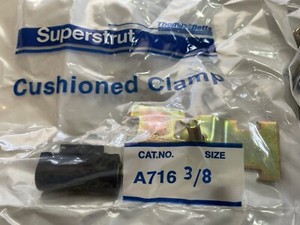 Superstrut
Thomas & Betts
Cushioned Clamp
CAT.NO. SIZE
A716 3/8